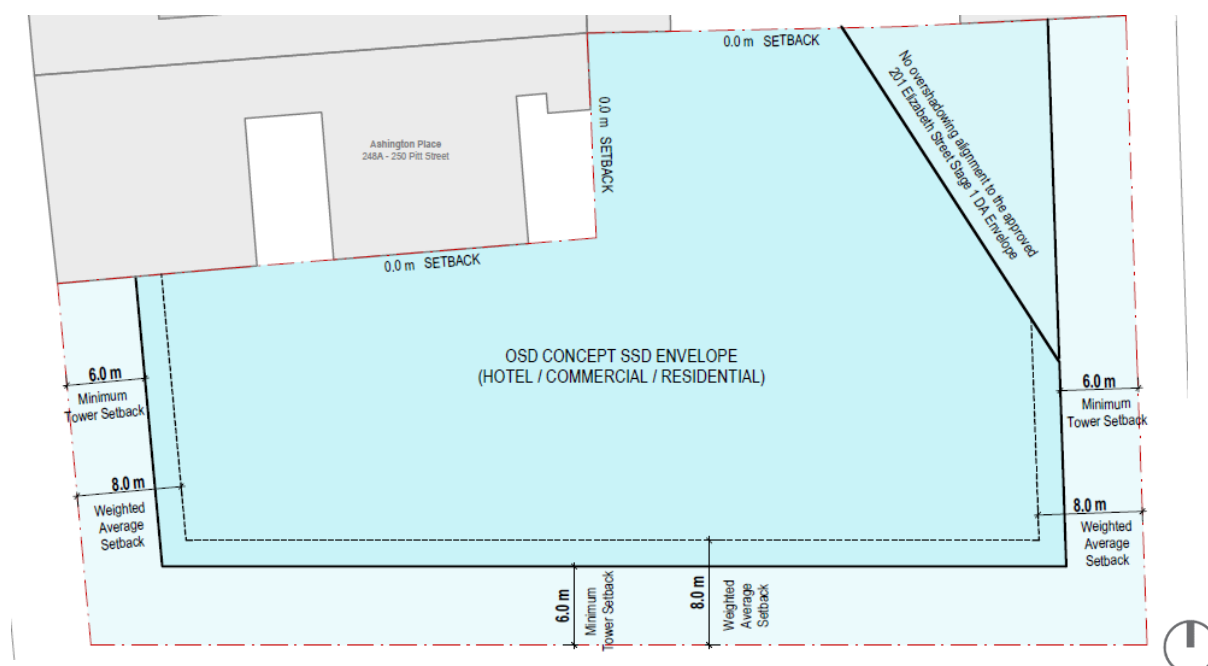 0.0 m SETBACK
No overshadowing alignment to the approved
201 Elizabeth Street Stage 1 DA Envelope
0.0 m SETBACK
Ashington Place
248A - 250 Pitt Street
0.0 m SETBACK
OSD CONCEPT SSD ENVELOPE
(HOTEL / COMMERCIAL / RESIDENTIAL)
6.0 m
Minimum
Tower Setback
6.0 m
Minimum
Tower Setback
8.0 m
Weighted
Average
Setback
8.0 m
Weighted
Average
Setback
6.0 m
Minimum
Tower Setback
8.0 m
Weighted
Average
Setback